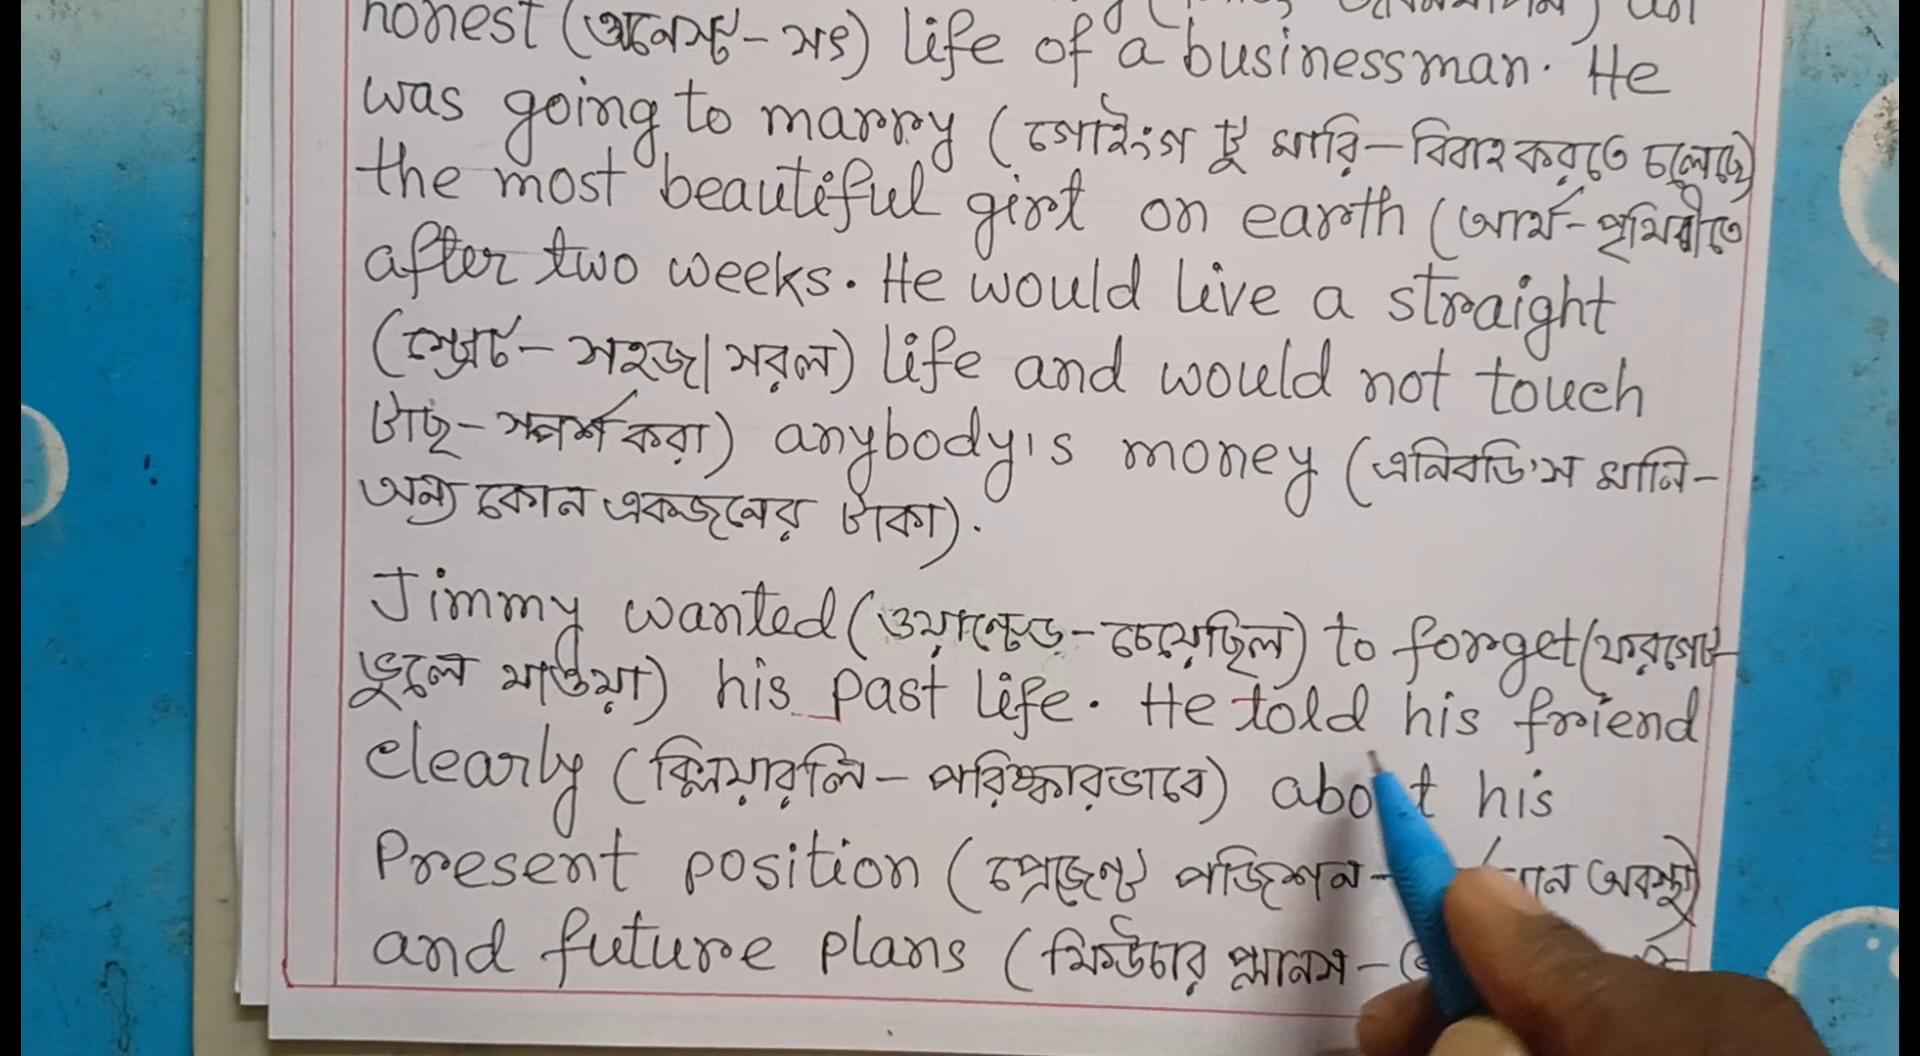 honest (অনেস্ট - সৎ) life of a businessman. He
was going to marry (গোইংগ টু মারি - বিবাহ করতে চলেছে)
the most beautiful girl on earth (আর্থ - পৃথিবীতে
after two weeks. He would live a straight
(স্ট্রেট - সহজ/সরল) life and would not touch
টাচ্ - স্পর্শ করা) anybody's money (এনিবডি'স মানি -
অন্য কোন একজনের টাকা).
Jimmy wanted (ওয়ান্টেড - চেয়েছিল) to forget (ফরগেট
ভুলে যাওয়া) his past life. He told his friend
clearly (ক্লিয়ারলি - পরিষ্কারভাবে) about his
Present position (প্রেজেন্ট পজিশন - অবস্থা)
and future plans (ফিউচার প্ল্যানস -